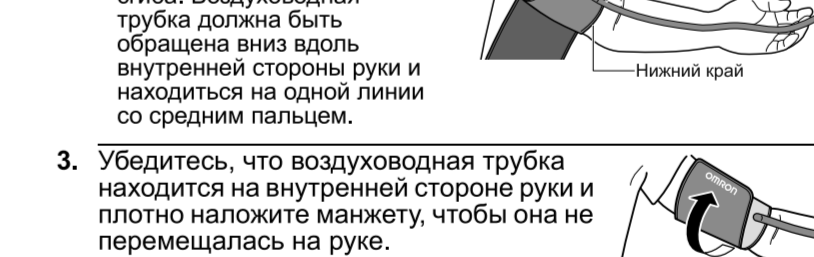 трубка должна быть
обращена вниз вдоль
внутренней стороны руки и
находиться на одной линии
со средним пальцем.
Нижний край
3. Убедитесь, что воздуховодная трубка
находится на внутренней стороне руки и
плотно наложите манжету, чтобы она не
перемещалась на руке.
OMRON